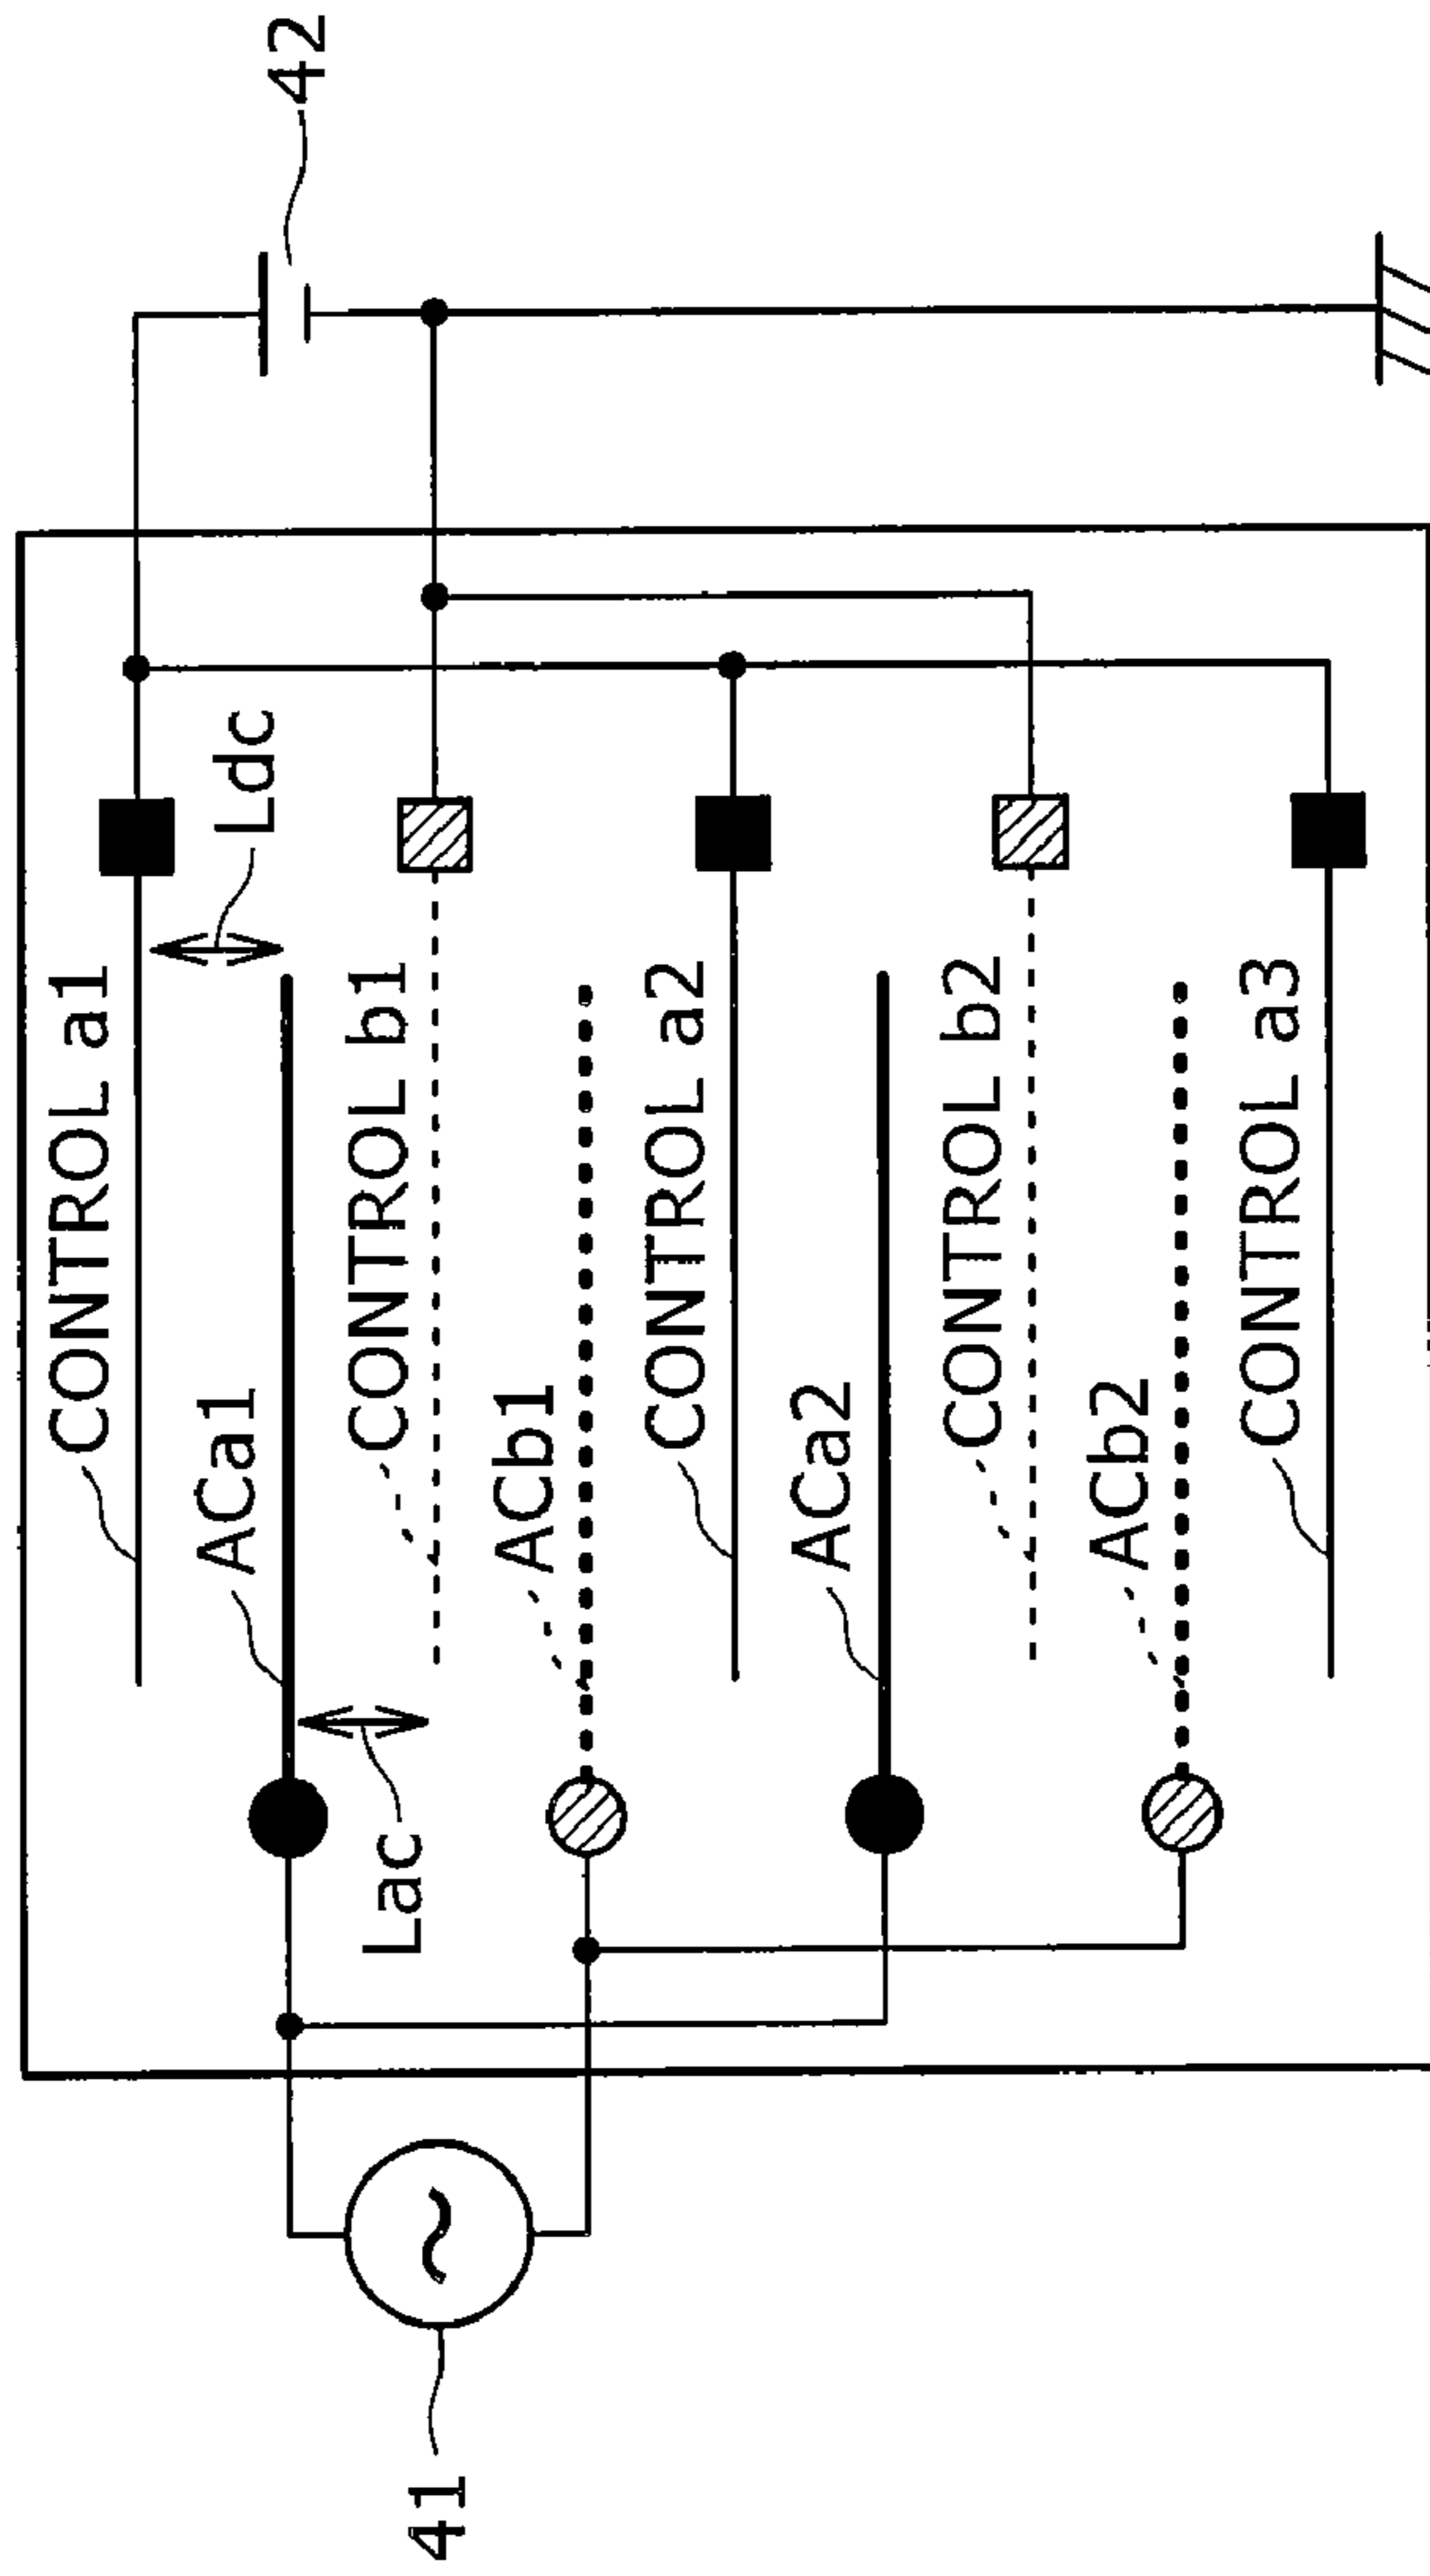 42
CONTROL a1
Ldc
ACa1
CONTROL b1
Lac
ACb1
CONTROL a2
ACa2
CONTROL b2
ACb2
CONTROL a3
41